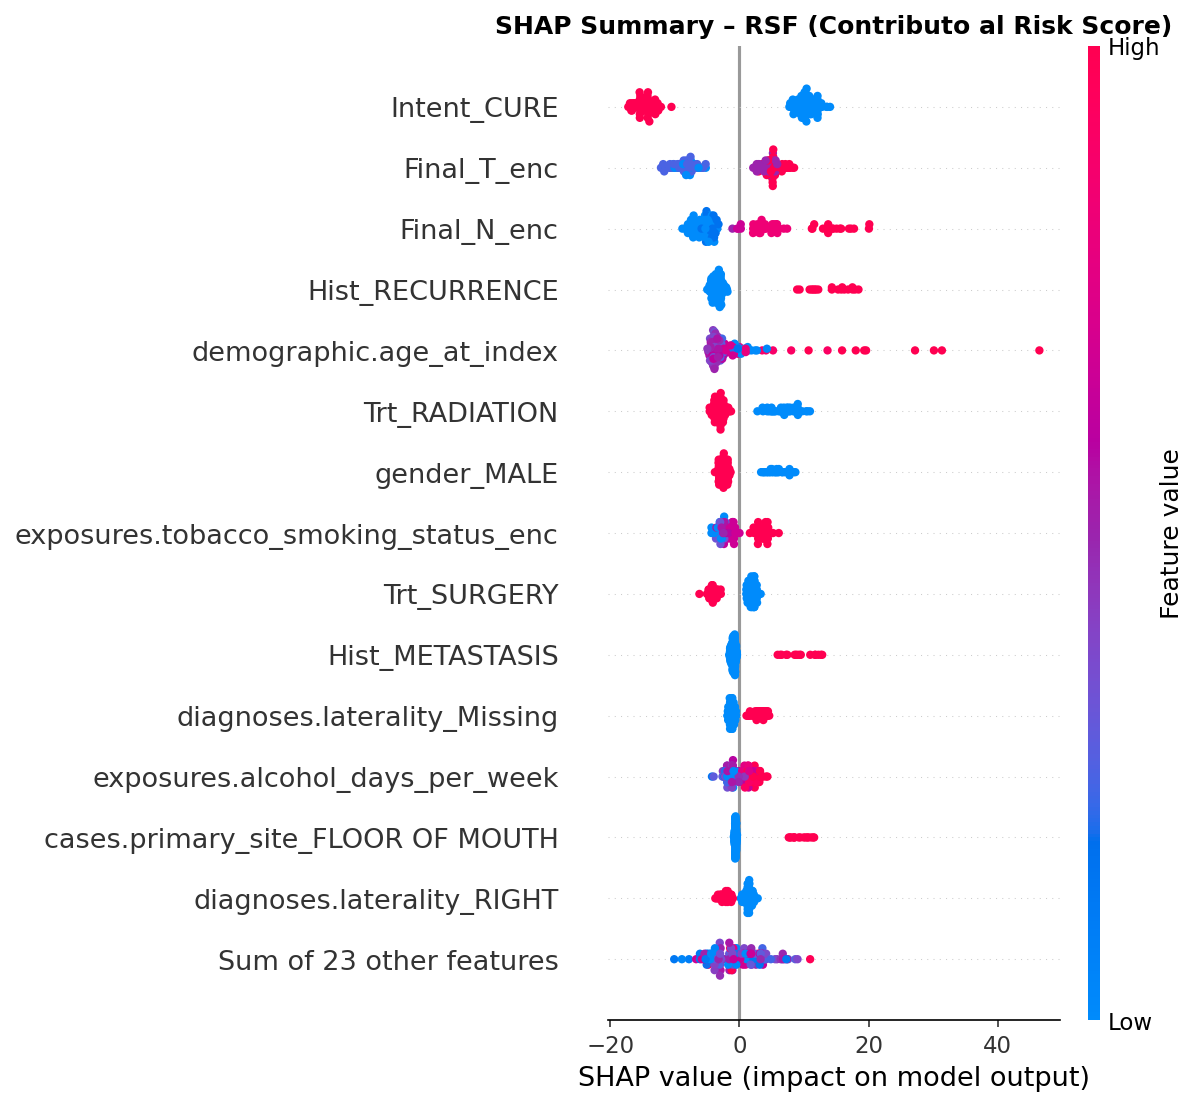 SHAP Summary – RSF (Contributo al Risk Score)
High
Intent_CURE
Final_T_enc
Final_N_enc
Hist_RECURRENCE
demographic.age_at_index
Trt_RADIATION
gender_MALE
exposures.tobacco_smoking_status_enc
Trt_SURGERY
Hist_METASTASIS
diagnoses.laterality_Missing
exposures.alcohol_days_per_week
cases.primary_site_FLOOR OF MOUTH
diagnoses.laterality_RIGHT
Sum of 23 other features
Feature value
Low
−20 0 20 40
SHAP value (impact on model output)